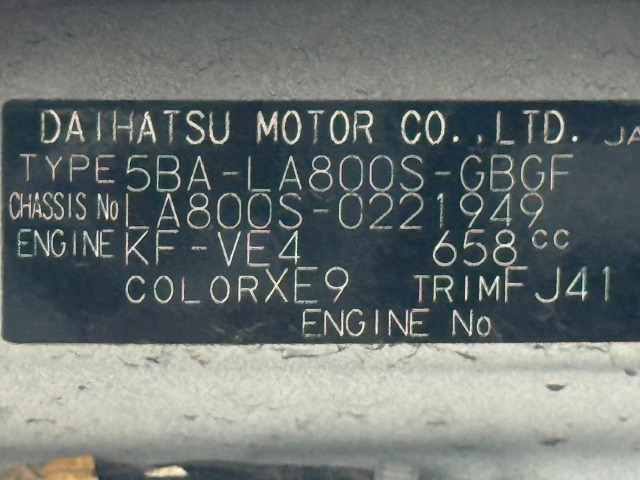 DAIHATSU MOTOR CO.,LTD. JA
TYPE 5BA-LA800S-GBGF
CHASSIS No LA800S-0221949
ENGINE KF-VE4 658cc
COLOR XE9 TRIM FJ41
ENGINE No